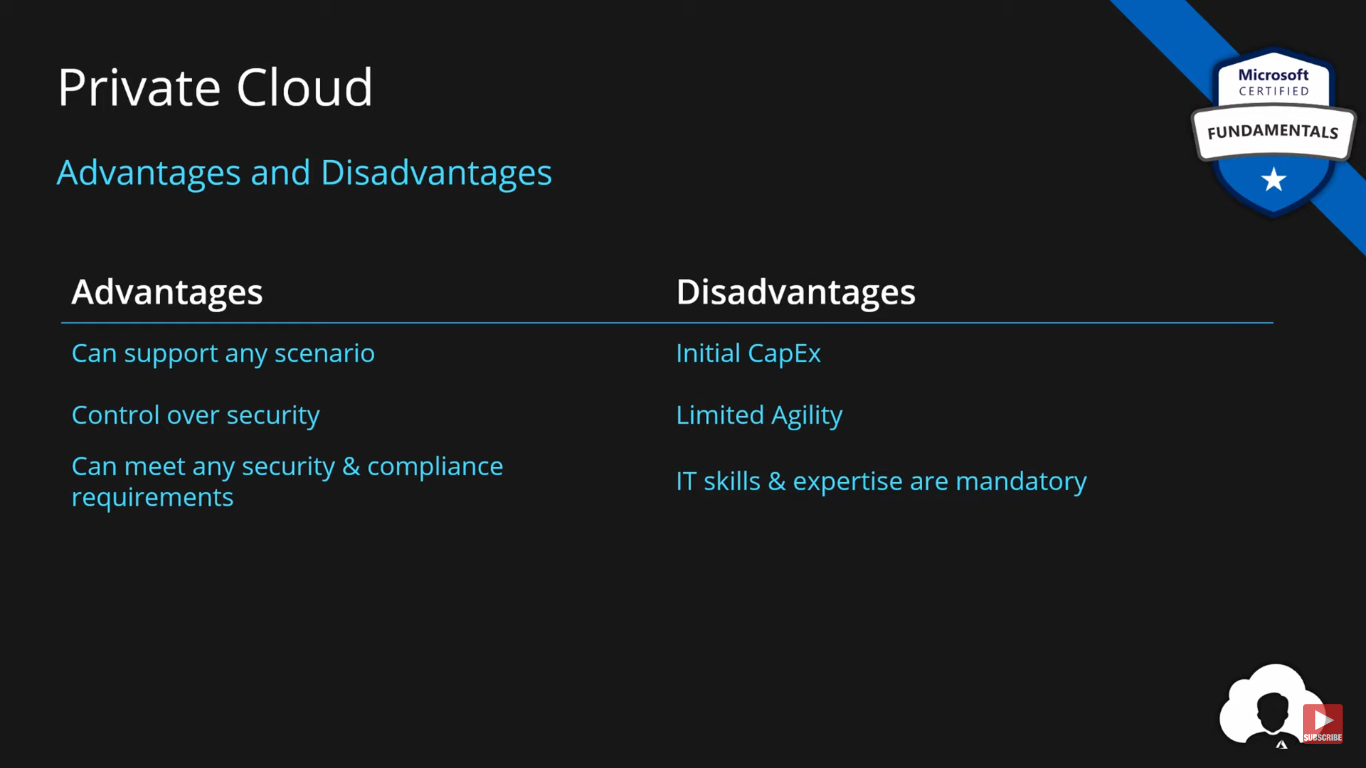 Private Cloud
Advantages and Disadvantages
Microsoft
CERTIFIED
FUNDAMENTALS
Advantages
Disadvantages
Can support any scenario
Initial CapEx
Control over security
Limited Agility
Can meet any security & compliance
requirements
IT skills & expertise are mandatory
SUBSCRIBE